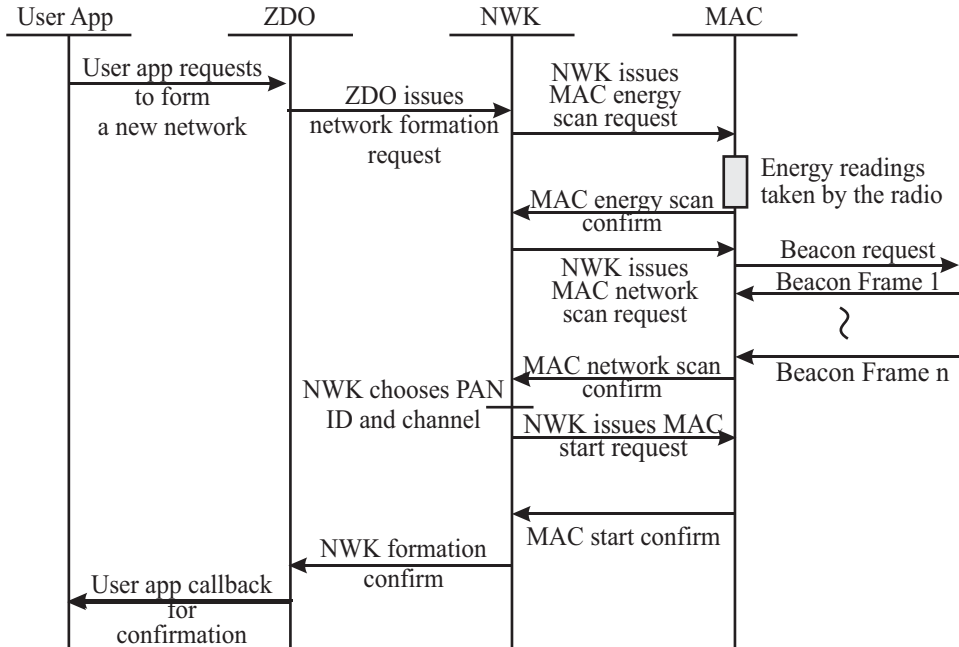 User App
ZDO
NWK
MAC
User app requests
to form
a new network
ZDO issues
network formation
request
NWK issues
MAC energy
scan request
Energy readings
taken by the radio
MAC energy scan
confirm
NWK issues
MAC network
scan request
Beacon request
Beacon Frame 1
Beacon Frame n
MAC network scan
confirm
NWK chooses PAN
ID and channel
NWK issues MAC
start request
MAC start confirm
NWK formation
confirm
User app callback
for
confirmation